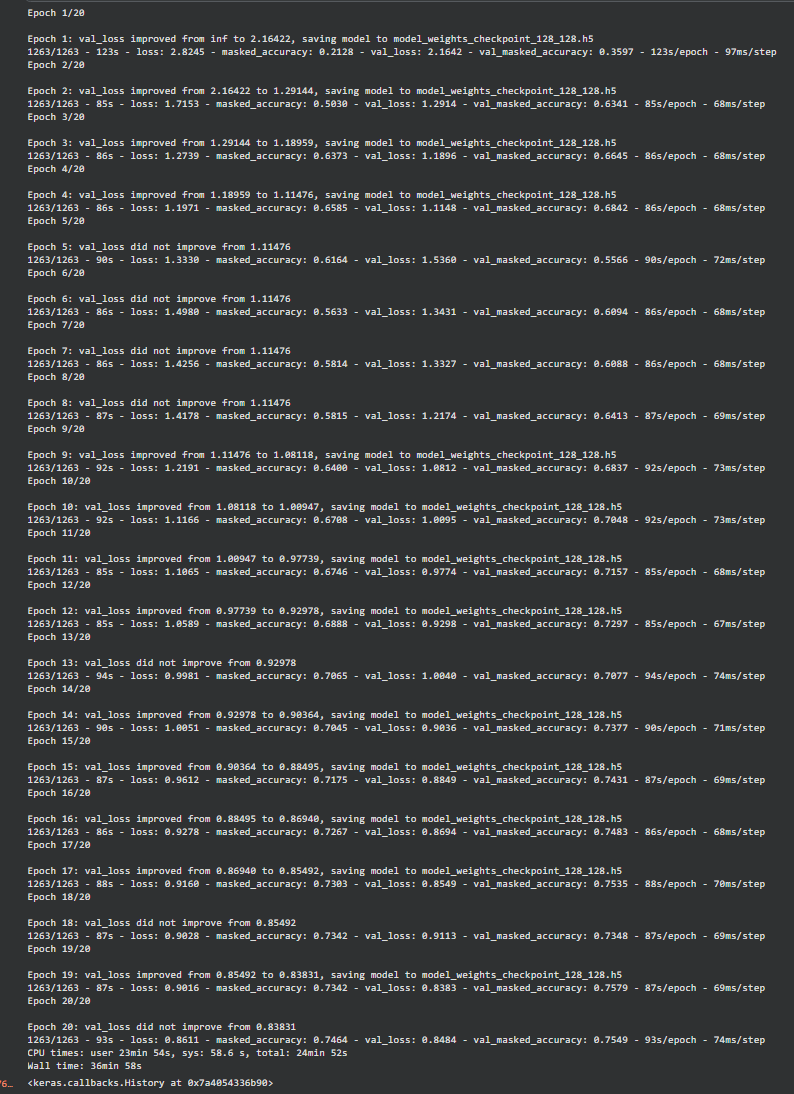 Epoch 1/20
Epoch 1: val_loss improved from inf to 2.16422, saving model to model_weights_checkpoint_128_128.h5
1263/1263 - 123s - loss: 2.8245 - masked_accuracy: 0.2128 - val_loss: 2.1642 - val_masked_accuracy: 0.3597 - 123s/epoch - 97ms/step
Epoch 2/20
Epoch 2: val_loss improved from 2.16422 to 1.29144, saving model to model_weights_checkpoint_128_128.h5
1263/1263 - 85s - loss: 1.7153 - masked_accuracy: 0.5030 - val_loss: 1.2914 - val_masked_accuracy: 0.6341 - 85s/epoch - 68ms/step
Epoch 3/20
Epoch 3: val_loss improved from 1.29144 to 1.18959, saving model to model_weights_checkpoint_128_128.h5
1263/1263 - 86s - loss: 1.2739 - masked_accuracy: 0.6373 - val_loss: 1.1896 - val_masked_accuracy: 0.6645 - 86s/epoch - 68ms/step
Epoch 4/20
Epoch 4: val_loss improved from 1.18959 to 1.11476, saving model to model_weights_checkpoint_128_128.h5
1263/1263 - 86s - loss: 1.1971 - masked_accuracy: 0.6585 - val_loss: 1.1148 - val_masked_accuracy: 0.6842 - 86s/epoch - 68ms/step
Epoch 5/20
Epoch 5: val_loss did not improve from 1.11476
1263/1263 - 90s - loss: 1.3330 - masked_accuracy: 0.6164 - val_loss: 1.5360 - val_masked_accuracy: 0.5566 - 90s/epoch - 72ms/step
Epoch 6/20
Epoch 6: val_loss did not improve from 1.11476
1263/1263 - 86s - loss: 1.4980 - masked_accuracy: 0.5633 - val_loss: 1.3431 - val_masked_accuracy: 0.6094 - 86s/epoch - 68ms/step
Epoch 7/20
Epoch 7: val_loss did not improve from 1.11476
1263/1263 - 86s - loss: 1.4256 - masked_accuracy: 0.5814 - val_loss: 1.3327 - val_masked_accuracy: 0.6088 - 86s/epoch - 68ms/step
Epoch 8/20
Epoch 8: val_loss did not improve from 1.11476
1263/1263 - 87s - loss: 1.4178 - masked_accuracy: 0.5815 - val_loss: 1.2174 - val_masked_accuracy: 0.6413 - 87s/epoch - 69ms/step
Epoch 9/20
Epoch 9: val_loss improved from 1.11476 to 1.08118, saving model to model_weights_checkpoint_128_128.h5
1263/1263 - 92s - loss: 1.2191 - masked_accuracy: 0.6400 - val_loss: 1.0812 - val_masked_accuracy: 0.6837 - 92s/epoch - 73ms/step
Epoch 10/20
Epoch 10: val_loss improved from 1.08118 to 1.00947, saving model to model_weights_checkpoint_128_128.h5
1263/1263 - 92s - loss: 1.1166 - masked_accuracy: 0.6708 - val_loss: 1.0095 - val_masked_accuracy: 0.7048 - 92s/epoch - 73ms/step
Epoch 11/20
Epoch 11: val_loss improved from 1.00947 to 0.97739, saving model to model_weights_checkpoint_128_128.h5
1263/1263 - 85s - loss: 1.1065 - masked_accuracy: 0.6746 - val_loss: 0.9774 - val_masked_accuracy: 0.7157 - 85s/epoch - 68ms/step
Epoch 12/20
Epoch 12: val_loss improved from 0.97739 to 0.92978, saving model to model_weights_checkpoint_128_128.h5
1263/1263 - 85s - loss: 1.0589 - masked_accuracy: 0.6888 - val_loss: 0.9298 - val_masked_accuracy: 0.7297 - 85s/epoch - 67ms/step
Epoch 13/20
Epoch 13: val_loss did not improve from 0.92978
1263/1263 - 94s - loss: 0.9981 - masked_accuracy: 0.7065 - val_loss: 1.0040 - val_masked_accuracy: 0.7077 - 94s/epoch - 74ms/step
Epoch 14/20
Epoch 14: val_loss improved from 0.92978 to 0.90364, saving model to model_weights_checkpoint_128_128.h5
1263/1263 - 90s - loss: 1.0051 - masked_accuracy: 0.7045 - val_loss: 0.9036 - val_masked_accuracy: 0.7377 - 90s/epoch - 71ms/step
Epoch 15/20
Epoch 15: val_loss improved from 0.90364 to 0.88495, saving model to model_weights_checkpoint_128_128.h5
1263/1263 - 87s - loss: 0.9612 - masked_accuracy: 0.7175 - val_loss: 0.8849 - val_masked_accuracy: 0.7431 - 87s/epoch - 69ms/step
Epoch 16/20
Epoch 16: val_loss improved from 0.88495 to 0.86940, saving model to model_weights_checkpoint_128_128.h5
1263/1263 - 86s - loss: 0.9278 - masked_accuracy: 0.7267 - val_loss: 0.8694 - val_masked_accuracy: 0.7483 - 86s/epoch - 68ms/step
Epoch 17/20
Epoch 17: val_loss improved from 0.86940 to 0.85492, saving model to model_weights_checkpoint_128_128.h5
1263/1263 - 88s - loss: 0.9160 - masked_accuracy: 0.7303 - val_loss: 0.8549 - val_masked_accuracy: 0.7535 - 88s/epoch - 70ms/step
Epoch 18/20
Epoch 18: val_loss did not improve from 0.85492
1263/1263 - 87s - loss: 0.9028 - masked_accuracy: 0.7342 - val_loss: 0.9113 - val_masked_accuracy: 0.7348 - 87s/epoch - 69ms/step
Epoch 19/20
Epoch 19: val_loss improved from 0.85492 to 0.83831, saving model to model_weights_checkpoint_128_128.h5
1263/1263 - 87s - loss: 0.9016 - masked_accuracy: 0.7342 - val_loss: 0.8383 - val_masked_accuracy: 0.7579 - 87s/epoch - 69ms/step
Epoch 20/20
Epoch 20: val_loss did not improve from 0.83831
1263/1263 - 93s - loss: 0.8611 - masked_accuracy: 0.7464 - val_loss: 0.8484 - val_masked_accuracy: 0.7549 - 93s/epoch - 74ms/step
CPU times: user 23min 54s, sys: 58.6 s, total: 24min 52s
Wall time: 36min 58s
<keras.callbacks.History at 0x7a4054336b90>